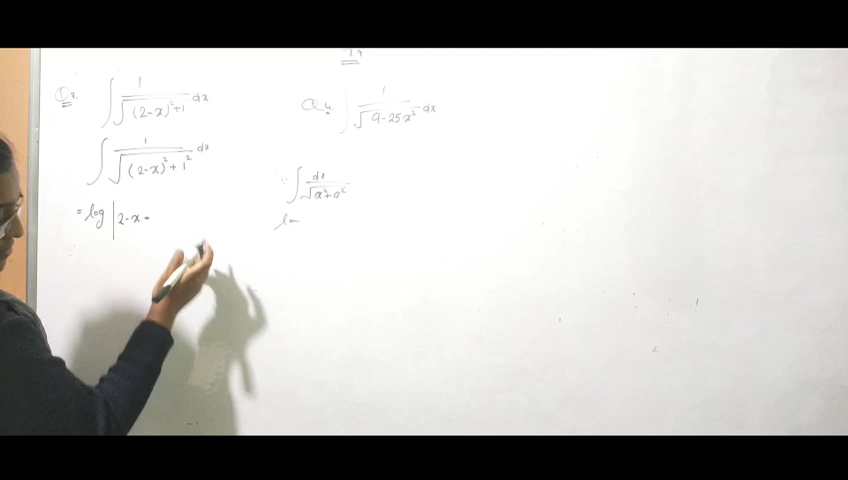 Q3. ∫ 1/√((2-x)²+1) dx
∫ 1/√((2-x)²+1²) dx
= log |2-x +
Q4. ∫ 1/√(9-25x²) dx
∵ ∫ dx/√(x²+a²)